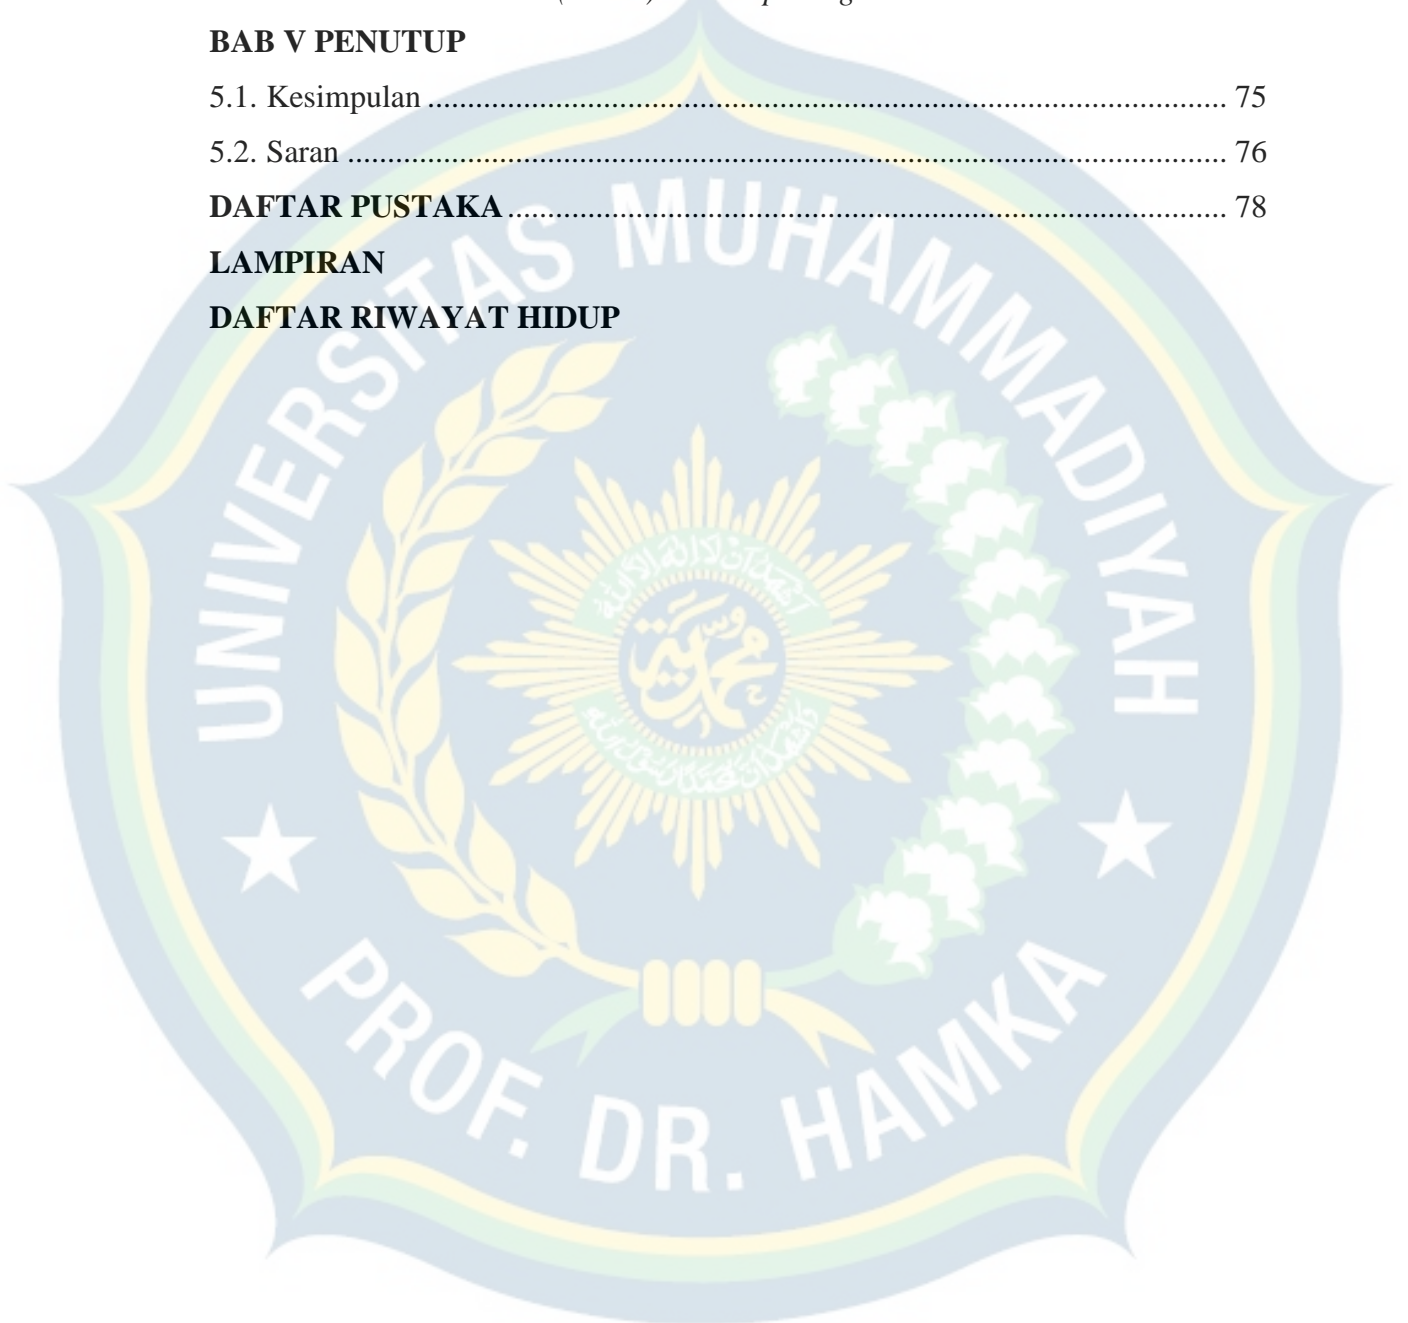 BAB V PENUTUP
5.1. Kesimpulan ........................................................................................................ 75
5.2. Saran .................................................................................................................. 76
DAFTAR PUSTAKA ............................................................................................ 78
LAMPIRAN
DAFTAR RIWAYAT HIDUP
UNIVERSITAS MUHAMMADIYAH
محمدية
PROF. DR. HAMKA